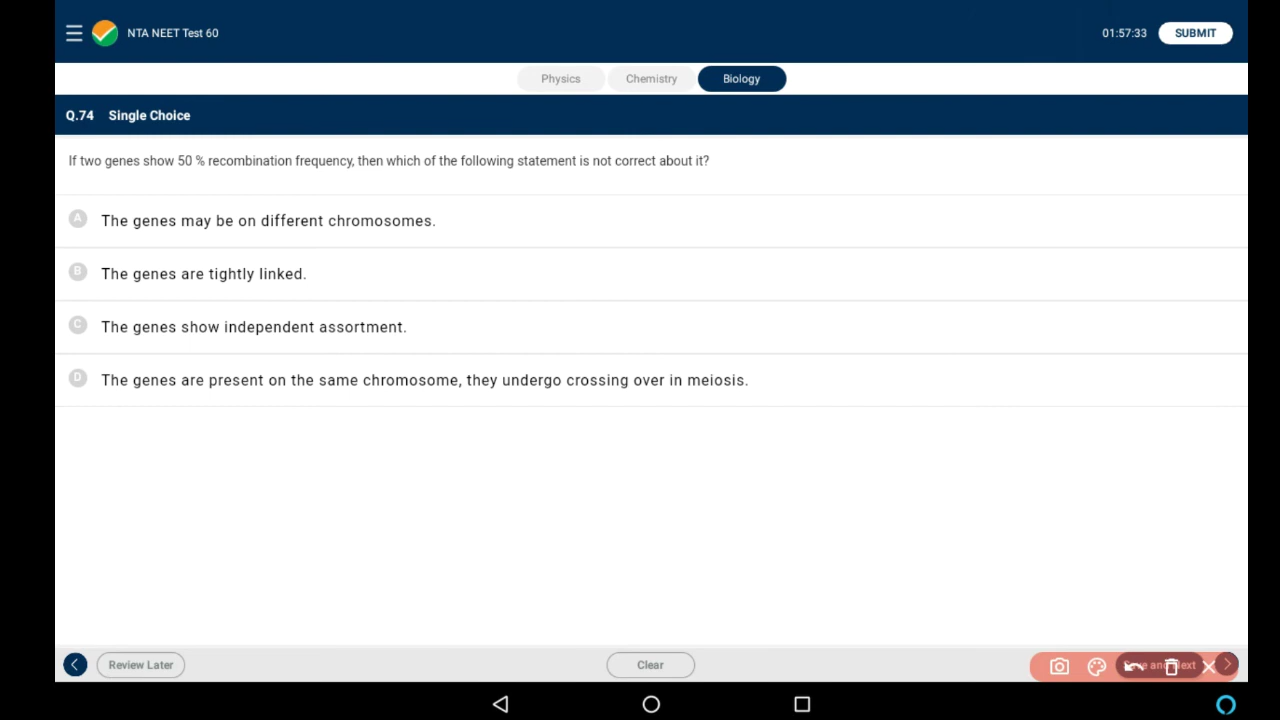 NTA NEET Test 60
01:57:33 SUBMIT
Physics Chemistry Biology
Q.74 Single Choice
If two genes show 50 % recombination frequency, then which of the following statement is not correct about it?
A The genes may be on different chromosomes.
B The genes are tightly linked.
C The genes show independent assortment.
D The genes are present on the same chromosome, they undergo crossing over in meiosis.
Review Later Clear